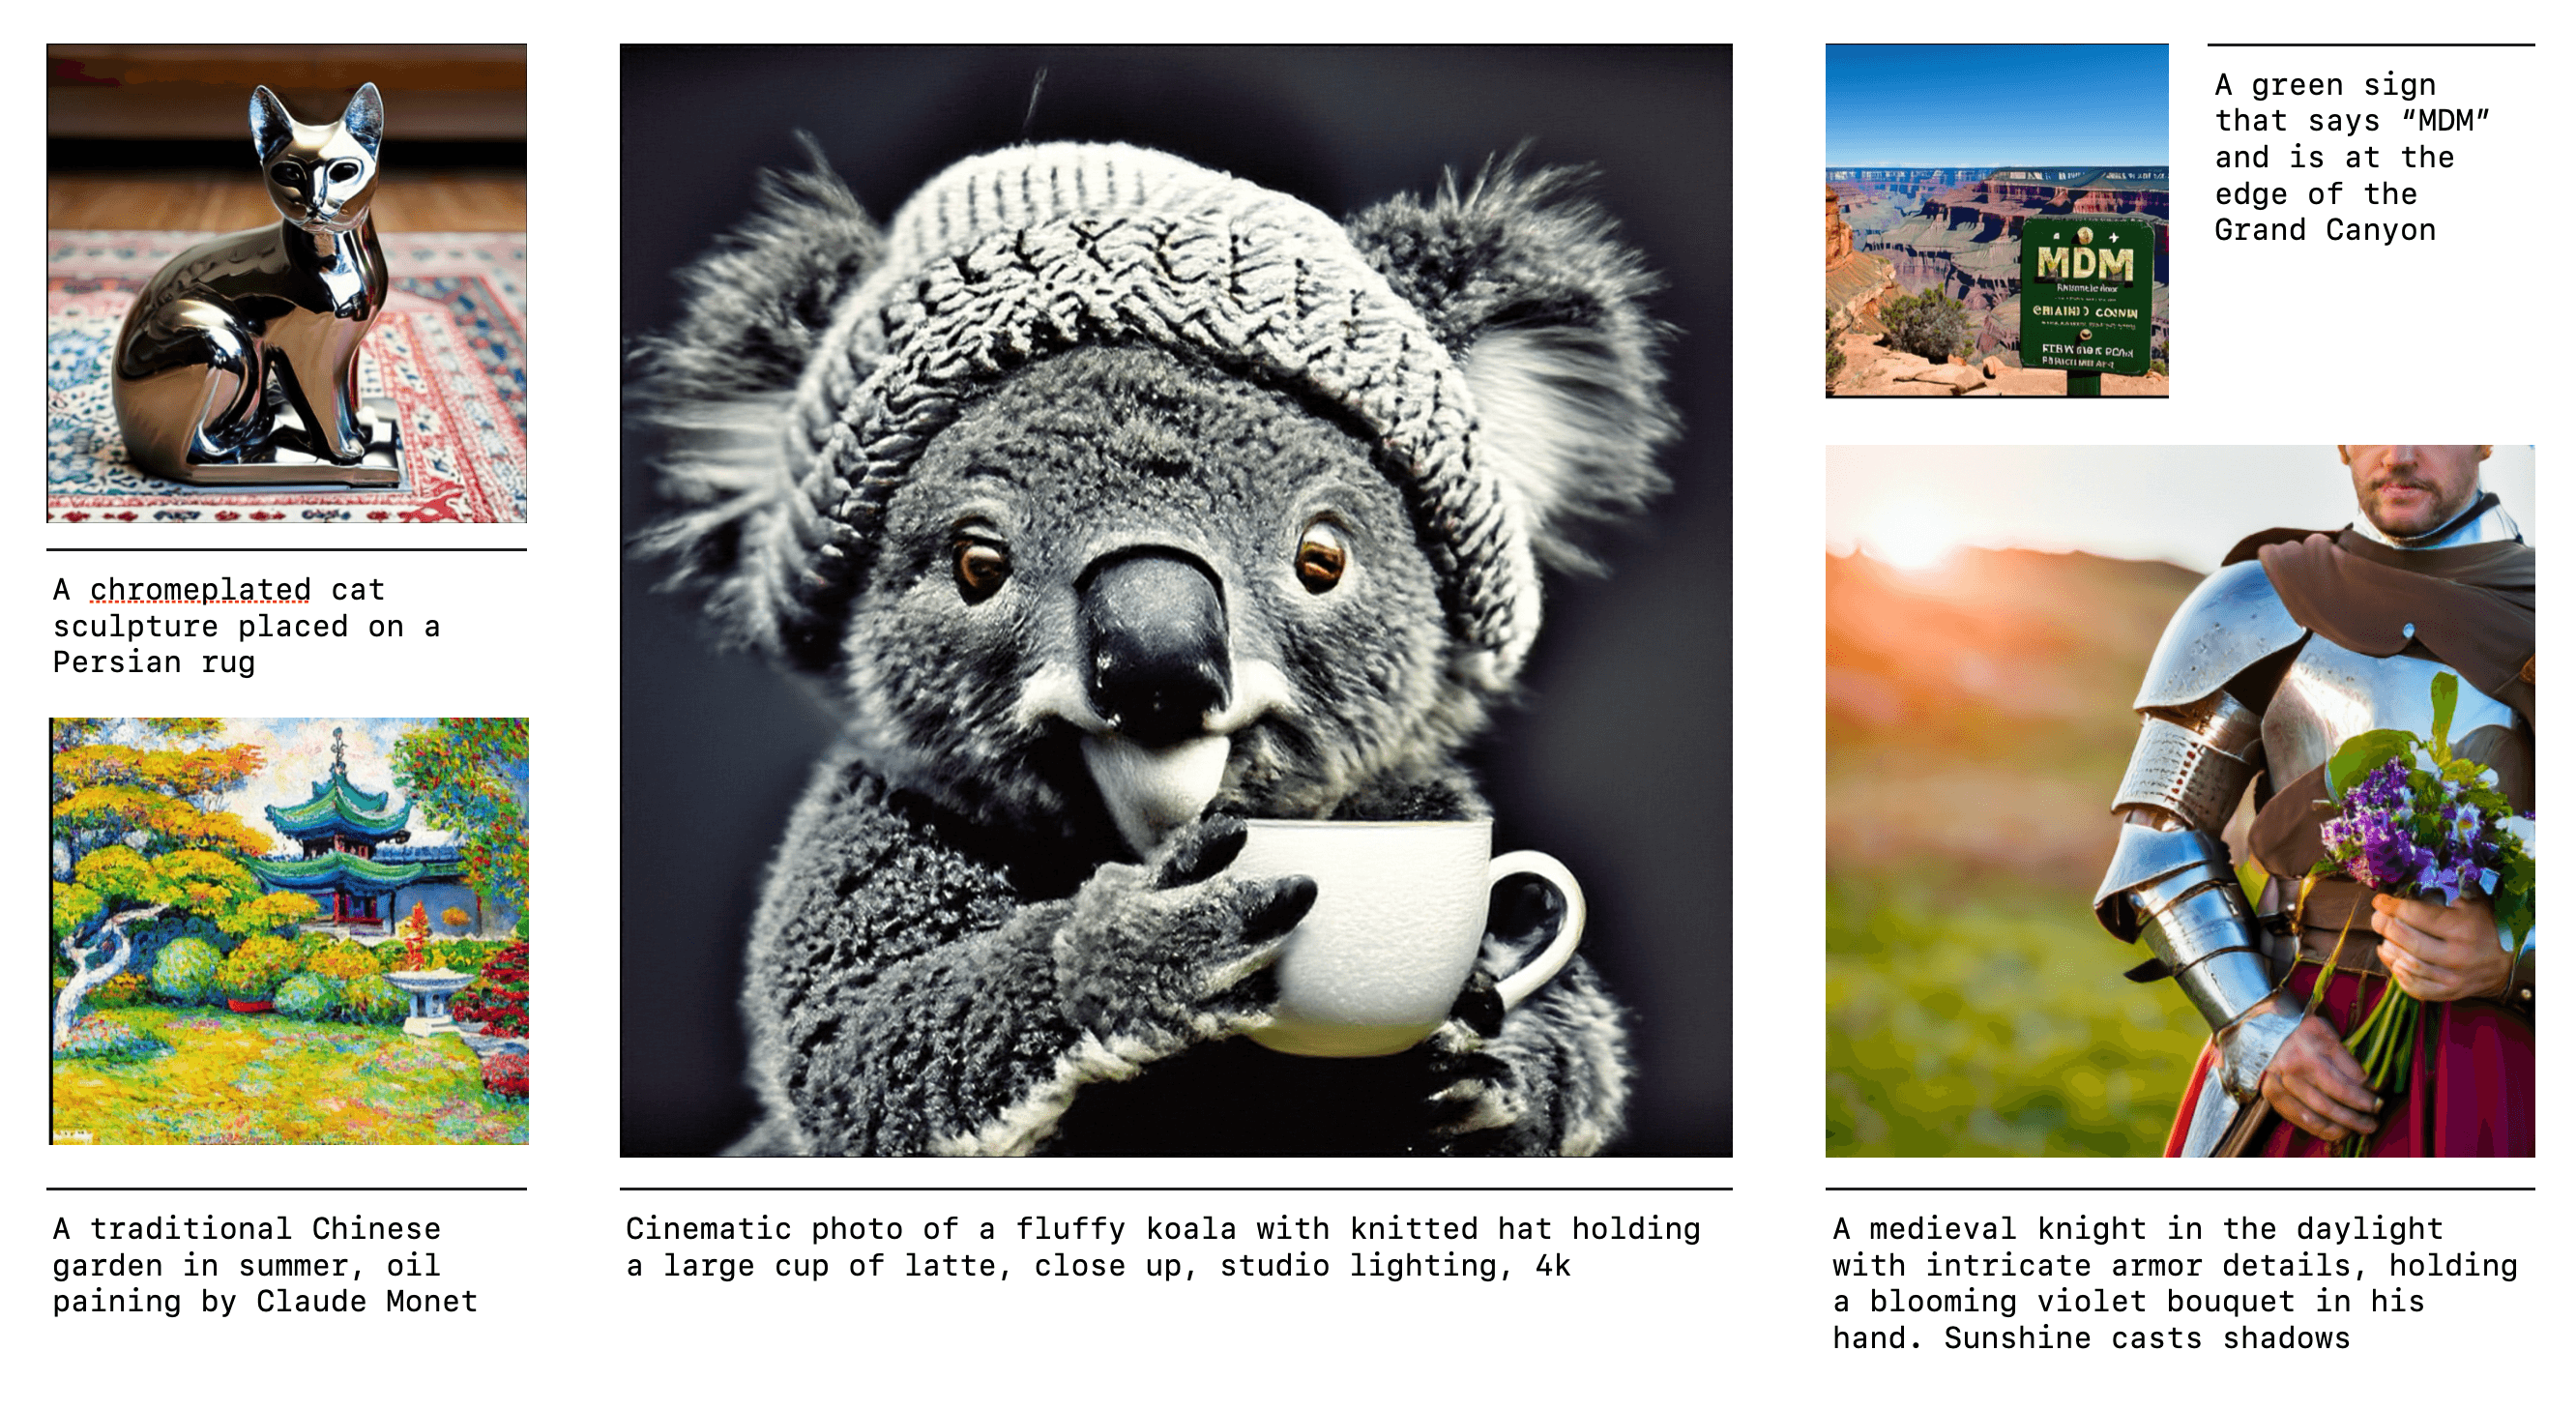 A chromeplated cat
sculpture placed on a
Persian rug
A traditional Chinese
garden in summer, oil
paining by Claude Monet
Cinematic photo of a fluffy koala with knitted hat holding
a large cup of latte, close up, studio lighting, 4k
MDM
A green sign
that says “MDM”
and is at the
edge of the
Grand Canyon
A medieval knight in the daylight
with intricate armor details, holding
a blooming violet bouquet in his
hand. Sunshine casts shadows